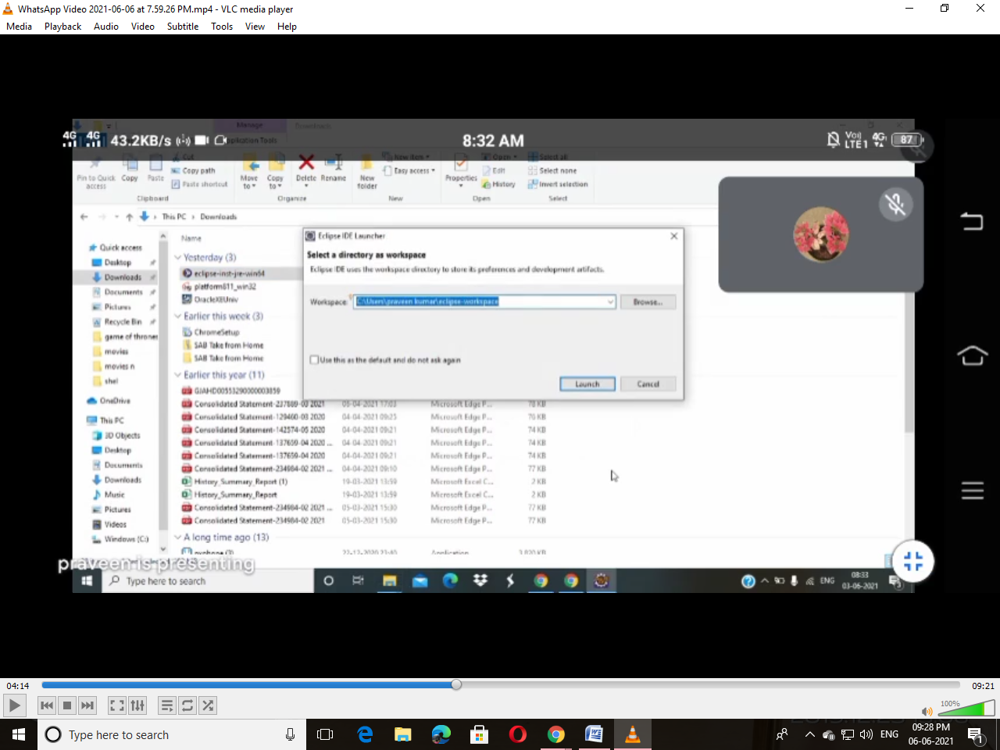 WhatsApp Video 2021-06-06 at 7.59.26 PM.mp4 - VLC media player
Media Playback Audio Video Subtitle Tools View Help
4G 4G 43.2KB/s 8:32 AM LTE 1 4G 87
Manage
Application Tools
Cut New item Open Select all
Copy path Easy access Edit Select none
Pin to Quick access Copy Paste Paste shortcut Move to Copy to Delete Rename New folder Properties History Invert selection
Clipboard Organize New Open Select
This PC > Downloads
Name
Quick access
Desktop
Downloads
Documents
Pictures
Recycle Bin
game of thrones
movies
movies n
shel
OneDrive
This PC
3D Objects
Desktop
Documents
Downloads
Music
Pictures
Videos
Windows (C:)
Yesterday (3)
eclipse-inst-jre-win64
platform811_win32
OracleXEUniv
Earlier this week (3)
ChromeSetup
SAB Take from Home
SAB Take from Home
Earlier this year (11)
GJAHD00553290000003859
Consolidated Statement-237889-03 2021 05-04-2021 17:03 Microsoft Edge P... 78 KB
Consolidated Statement-129460-03 2020 04-04-2021 09:25 Microsoft Edge P... 76 KB
Consolidated Statement-142574-05 2020 04-04-2021 09:21 Microsoft Edge P... 74 KB
Consolidated Statement-137659-04 2020 ... 04-04-2021 09:21 Microsoft Edge P... 74 KB
Consolidated Statement-137659-04 2020 04-04-2021 09:21 Microsoft Edge P... 74 KB
Consolidated Statement-234984-02 2021 ... 04-04-2021 09:10 Microsoft Edge P... 77 KB
History_Summary_Report (1) 19-03-2021 13:59 Microsoft Excel C... 2 KB
History_Summary_Report 19-03-2021 13:59 Microsoft Excel C... 2 KB
Consolidated Statement-234984-02 2021 ... 05-03-2021 15:30 Microsoft Edge P... 77 KB
Consolidated Statement-234984-02 2021 05-03-2021 15:30 Microsoft Edge P... 77 KB
A long time ago (13)
Application
Eclipse IDE Launcher
Select a directory as workspace
Eclipse IDE uses the workspace directory to store its preferences and development artifacts.
Workspace: C:\Users\praveen kumar\eclipse-workspace Browse...
Use this as the default and do not ask again
Launch Cancel
praveen is presenting
Type here to search ENG 08:33
03-06-2021 3
04:14 09:21
100%
Type here to search ENG 09:28 PM
06-06-2021 1